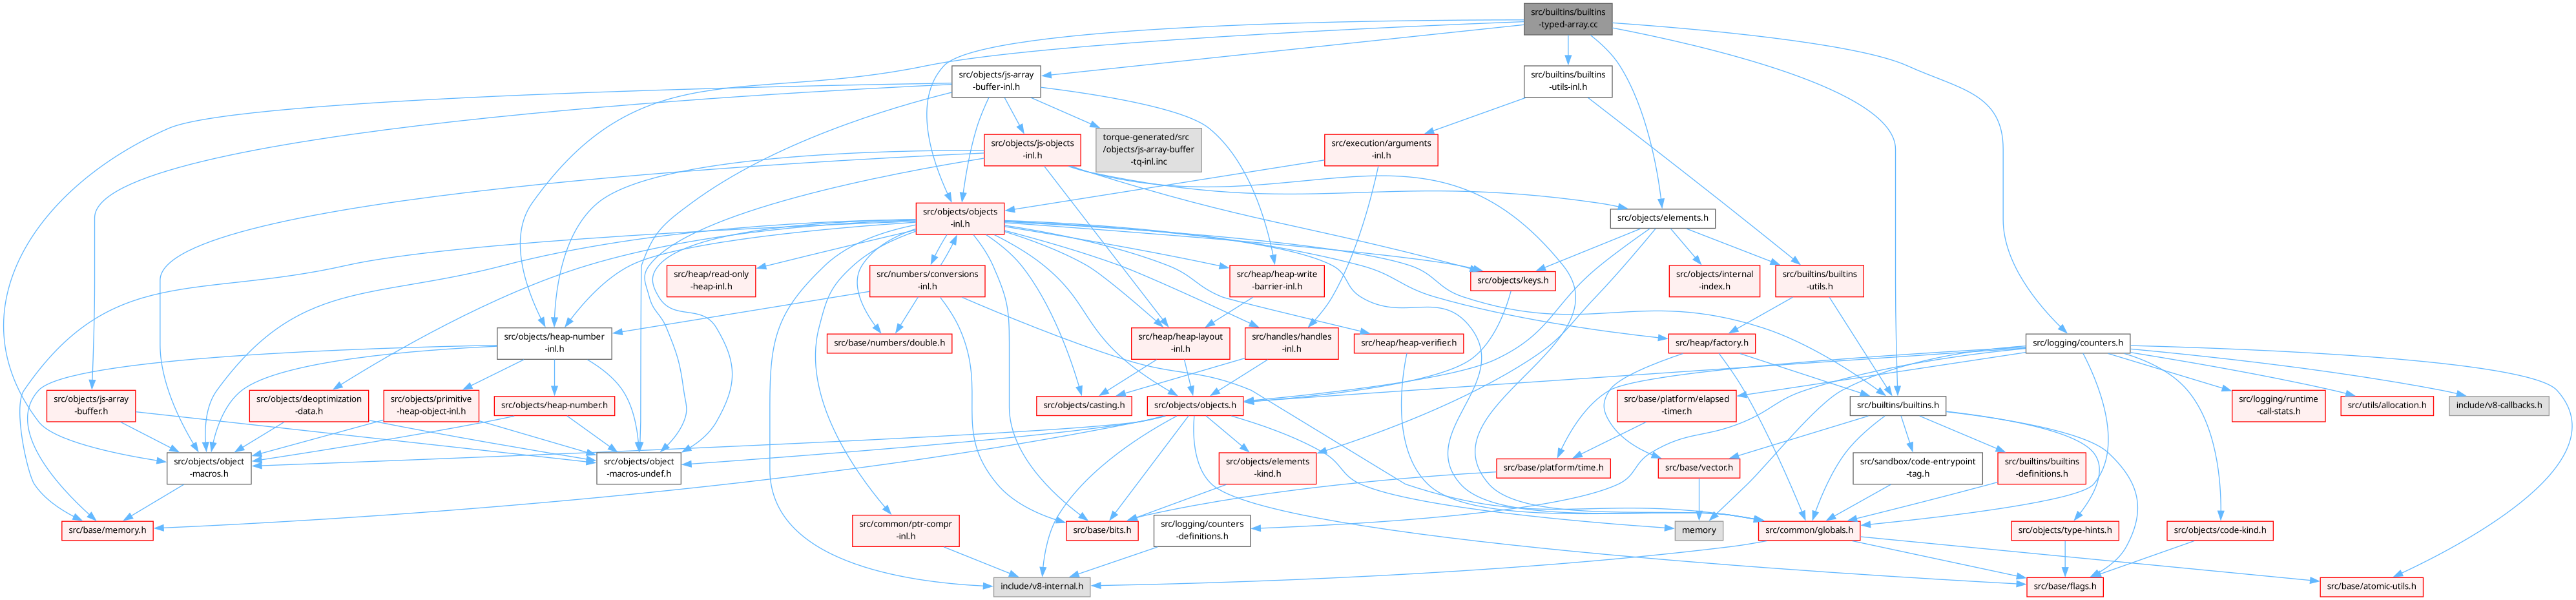 src/builtins/builtins
-typed-array.cc
src/objects/js-array
-buffer-inl.h
src/builtins/builtins
-utils-inl.h
src/objects/js-objects
-inl.h
torque-generated/src
/objects/js-array-buffer
-tq-inl.inc
src/execution/arguments
-inl.h
src/objects/objects
-inl.h
src/objects/elements.h
src/heap/read-only
-heap-inl.h
src/numbers/conversions
-inl.h
src/heap/heap-write
-barrier-inl.h
src/objects/keys.h
src/objects/internal
-index.h
src/builtins/builtins
-utils.h
src/objects/heap-number
-inl.h
src/base/numbers/double.h
src/heap/heap-layout
-inl.h
src/handles/handles
-inl.h
src/heap/heap-verifier.h
src/heap/factory.h
src/logging/counters.h
src/objects/js-array
-buffer.h
src/objects/deoptimization
-data.h
src/objects/primitive
-heap-object-inl.h
src/objects/heap-number.h
src/objects/casting.h
src/objects/objects.h
src/base/platform/elapsed
-timer.h
src/builtins/builtins.h
src/logging/runtime
-call-stats.h
src/utils/allocation.h
include/v8-callbacks.h
src/objects/object
-macros.h
src/objects/object
-macros-undef.h
src/objects/elements
-kind.h
src/base/platform/time.h
src/base/vector.h
src/sandbox/code-entrypoint
-tag.h
src/builtins/builtins
-definitions.h
src/base/memory.h
src/common/ptr-compr
-inl.h
src/base/bits.h
src/logging/counters
-definitions.h
memory
src/common/globals.h
src/objects/type-hints.h
src/objects/code-kind.h
include/v8-internal.h
src/base/flags.h
src/base/atomic-utils.h